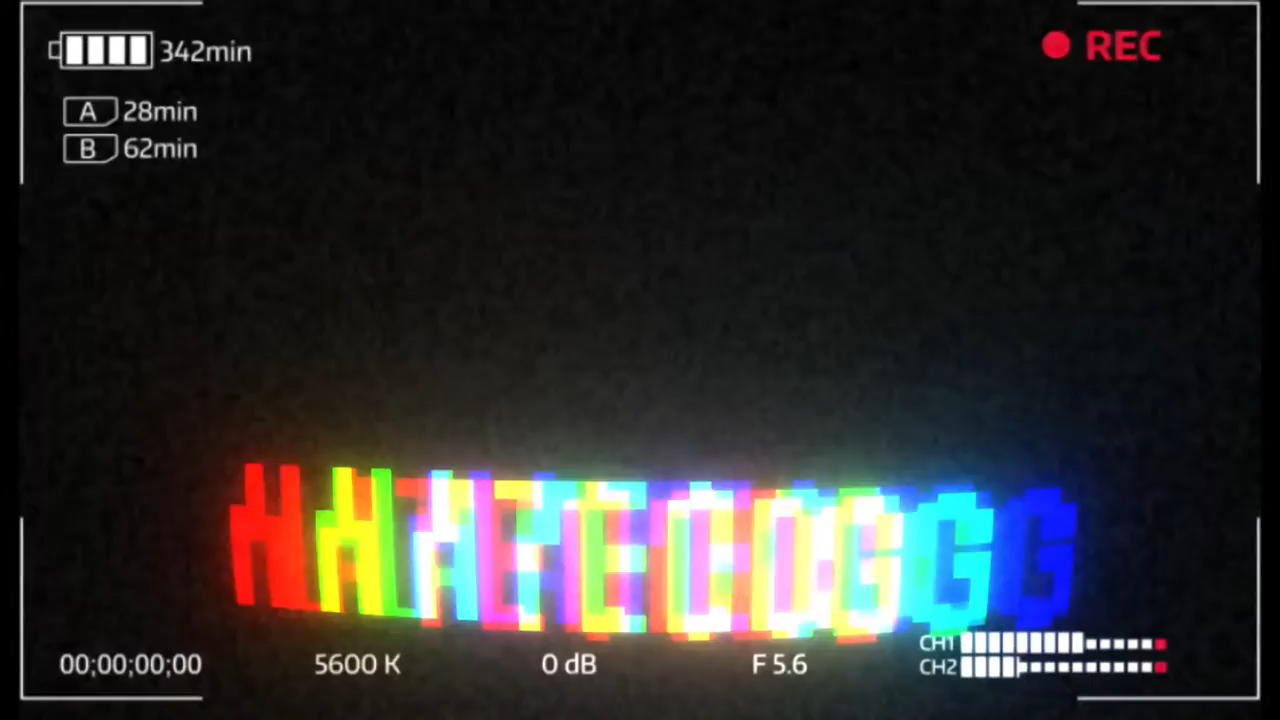 342min
REC
A 28min
B 62min
00;00;00;00
5600 K
0 dB
F 5.6
CH1
CH2